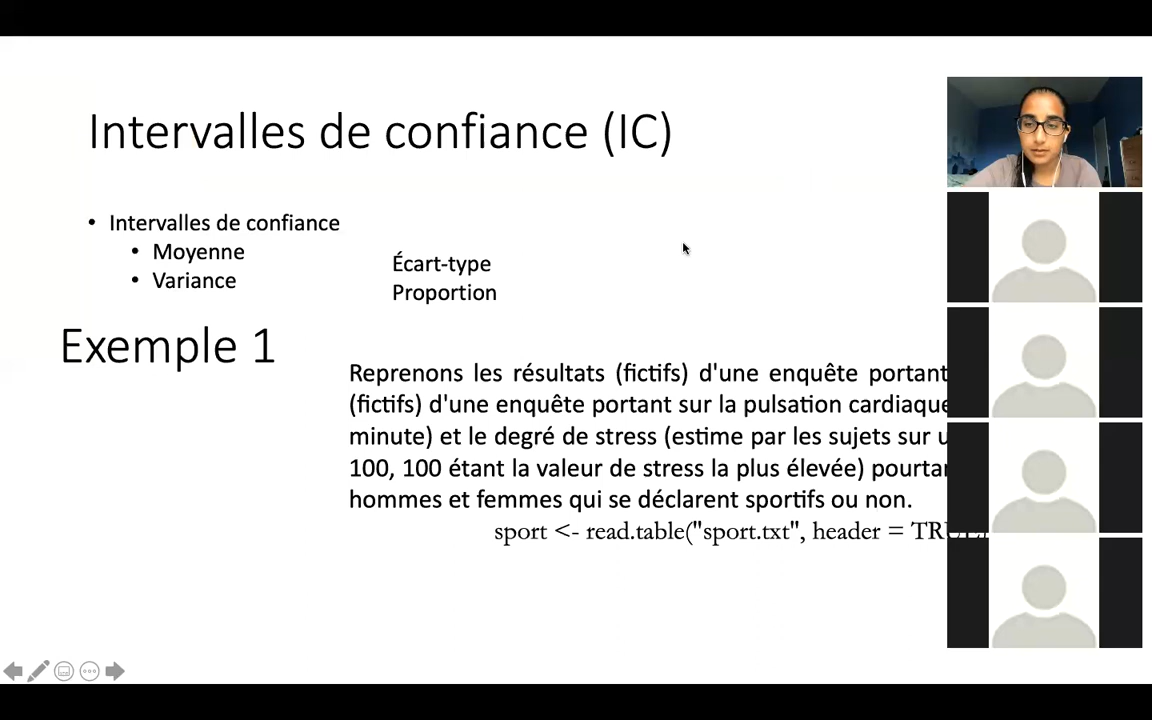 Intervalles de confiance (IC)
• Intervalles de confiance
• Moyenne
• Variance
Écart-type
Proportion
Exemple 1
Reprenons les résultats (fictifs) d'une enquête portant
(fictifs) d'une enquête portant sur la pulsation cardiaque
minute) et le degré de stress (estime par les sujets sur
100, 100 étant la valeur de stress la plus élevée)
hommes et femmes qui se déclarent sportifs ou non.
sport <- read.table("sport.txt", header = TRUE)